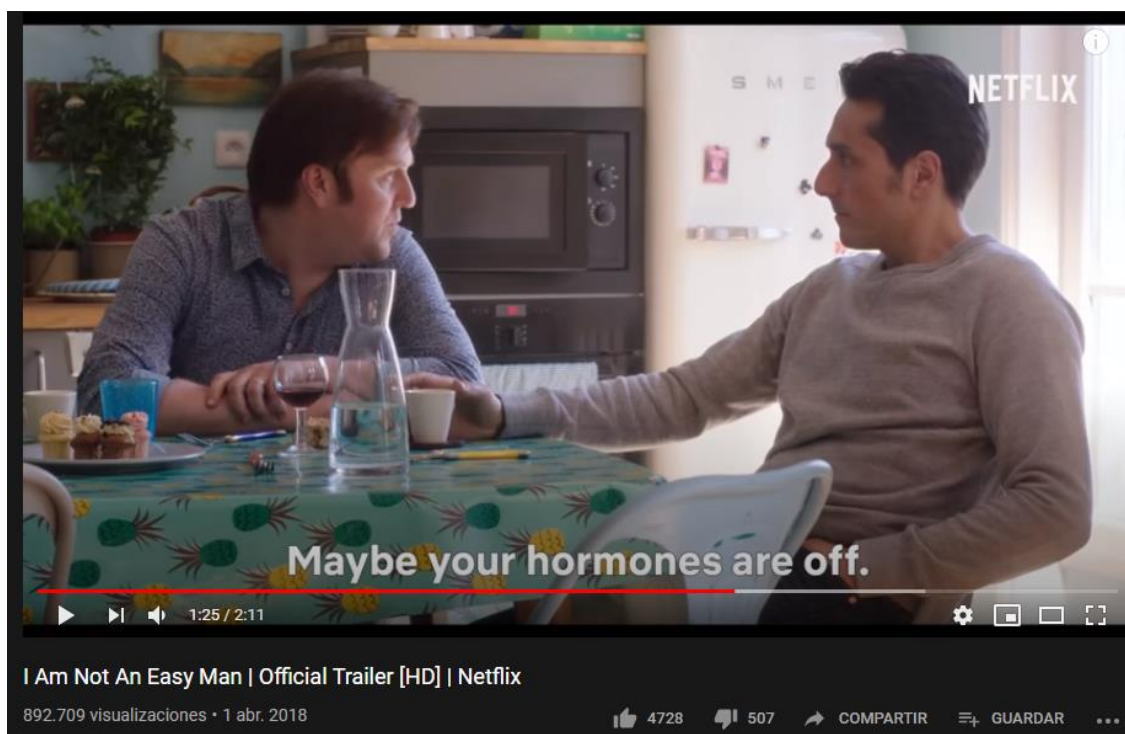 SME
NETFLIX
Maybe your hormones are off.
1:25 / 2:11
I Am Not An Easy Man | Official Trailer [HD] | Netflix
892.709 visualizaciones • 1 abr. 2018
4728 507 COMPARTIR GUARDAR